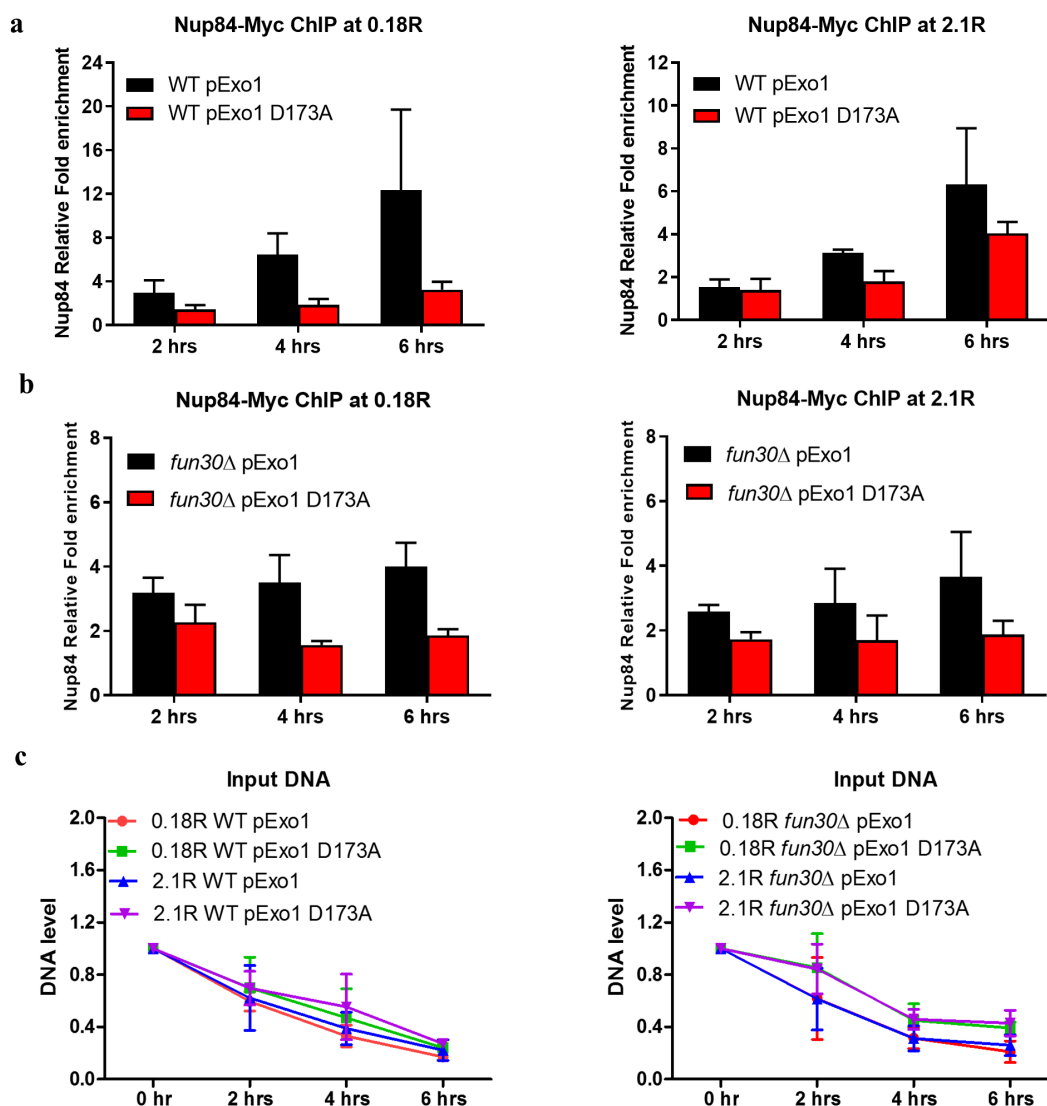 a
Nup84-Myc ChIP at 0.18R
Nup84 Relative Fold enrichment
24
20
16
12
8
4
0
WT pExo1
WT pExo1 D173A
2 hrs
4 hrs
6 hrs
Nup84-Myc ChIP at 2.1R
Nup84 Relative Fold enrichment
12
10
8
6
4
2
0
WT pExo1
WT pExo1 D173A
2 hrs
4 hrs
6 hrs
b
Nup84-Myc ChIP at 0.18R
Nup84 Relative Fold enrichment
8
6
4
2
0
fun30Δ pExo1
fun30Δ pExo1 D173A
2 hrs
4 hrs
6 hrs
Nup84-Myc ChIP at 2.1R
Nup84 Relative Fold enrichment
8
6
4
2
0
fun30Δ pExo1
fun30Δ pExo1 D173A
2 hrs
4 hrs
6 hrs
c
Input DNA
DNA level
2.0
1.6
1.2
0.8
0.4
0.0
0.18R WT pExo1
0.18R WT pExo1 D173A
2.1R WT pExo1
2.1R WT pExo1 D173A
0 hr
2 hrs
4 hrs
6 hrs
Input DNA
DNA level
2.0
1.6
1.2
0.8
0.4
0.0
0.18R fun30Δ pExo1
0.18R fun30Δ pExo1 D173A
2.1R fun30Δ pExo1
2.1R fun30Δ pExo1 D173A
0 hr
2 hrs
4 hrs
6 hrs